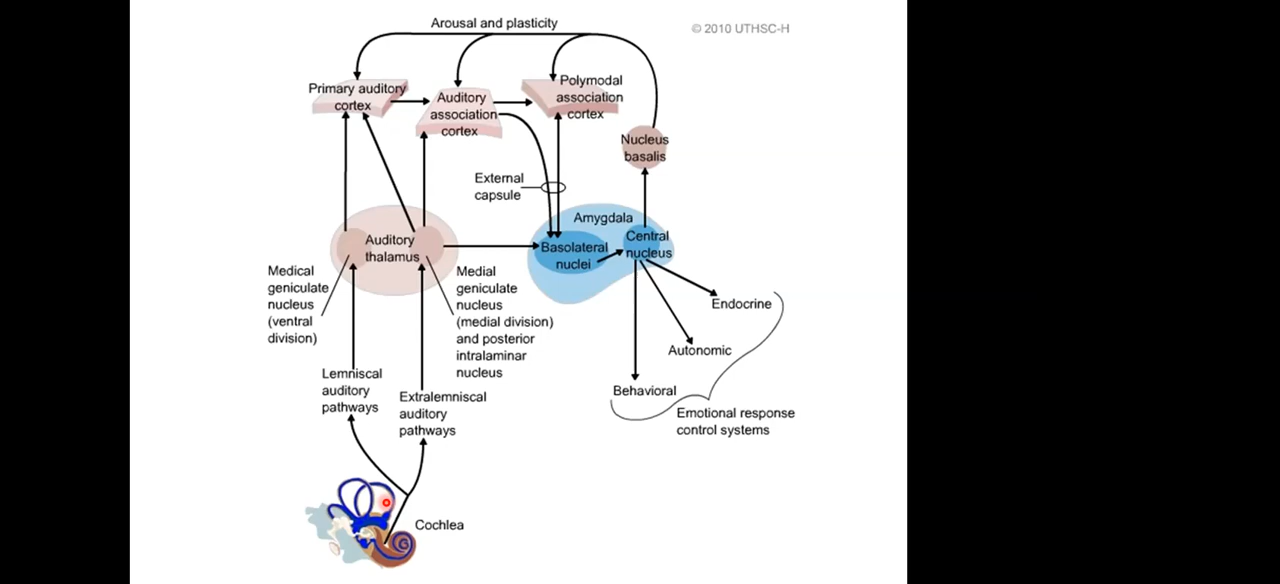 Arousal and plasticity
© 2010 UTHSC-H
Primary auditory
cortex
Auditory
association
cortex
Polymodal
association
cortex
Nucleus
basalis
External
capsule
Amygdala
Auditory
thalamus
Basolateral
nuclei
Central
nucleus
Medical
geniculate
nucleus
(ventral
division)
Medial
geniculate
nucleus
(medial division)
and posterior
intralaminar
nucleus
Endocrine
Autonomic
Behavioral
Emotional response
control systems
Lemniscal
auditory
pathways
Extralemniscal
auditory
pathways
Cochlea